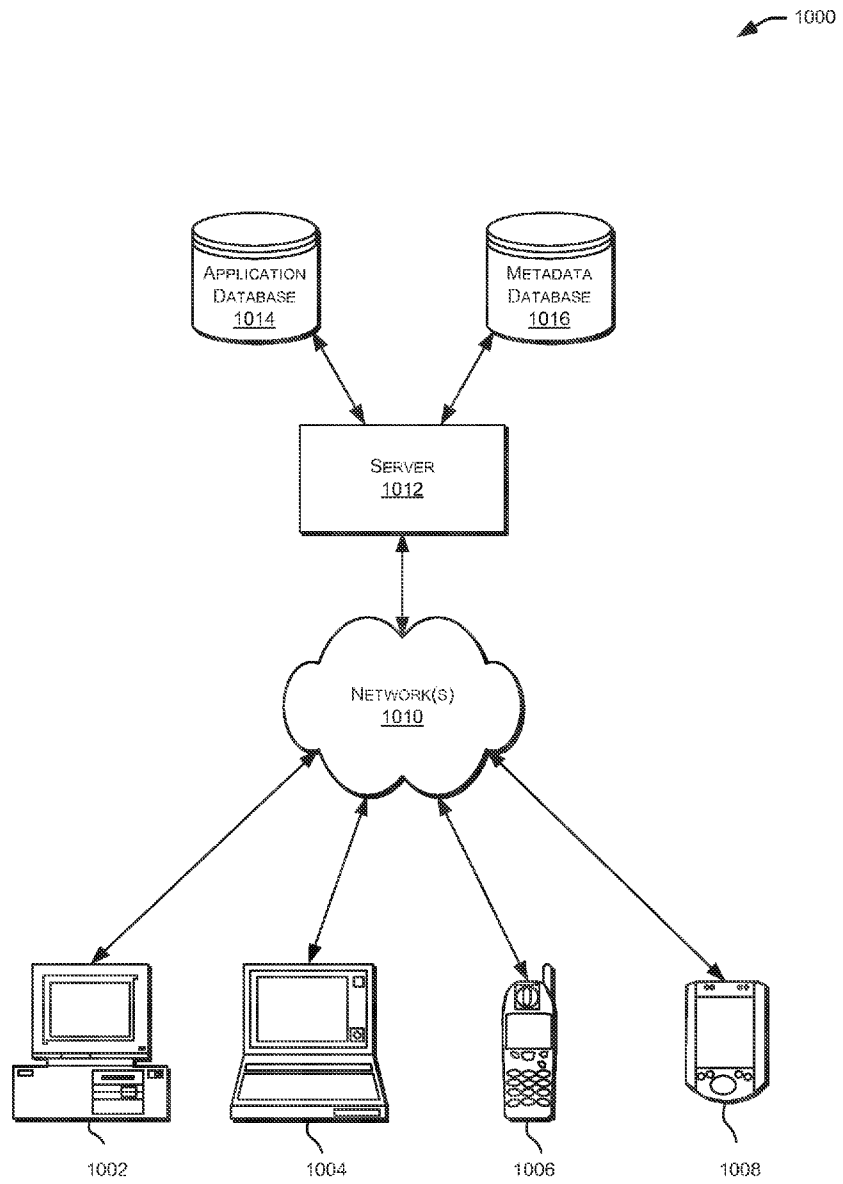 1000
APPLICATION
DATABASE
1014
METADATA
DATABASE
1016
SERVER
1012
NETWORK(S)
1010
1002
1004
1006
1008